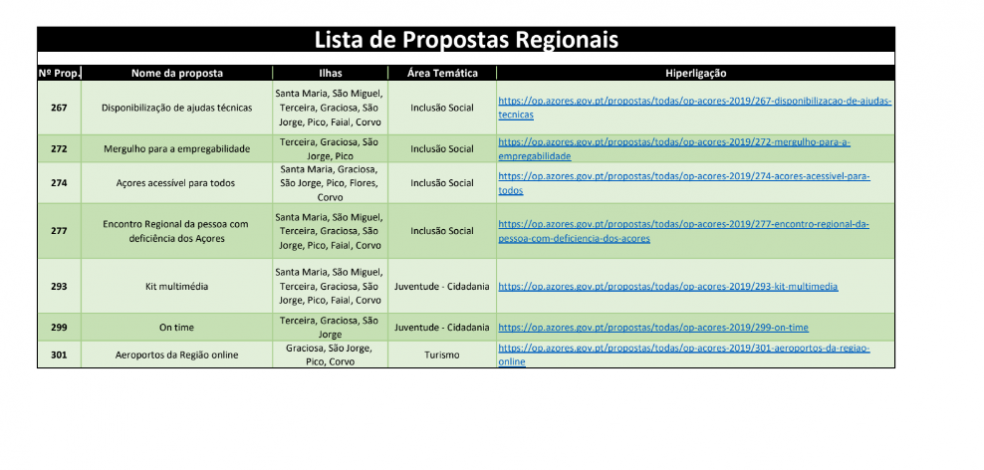 Lista de Propostas Regionais
Nº Prop. Nome da proposta Ilhas Área Temática Hiperligação
267 Disponibilização de ajudas técnicas Santa Maria, São Miguel, Terceira, Graciosa, São Jorge, Pico, Faial, Corvo Inclusão Social https://op.azores.gov.pt/propostas/todas/op-acores-2019/267-disponibilizacao-de-ajudas-tecnicas
272 Mergulho para a empregabilidade Terceira, Graciosa, São Jorge, Pico Inclusão Social https://op.azores.gov.pt/propostas/todas/op-acores-2019/272-mergulho-para-a-empregabilidade
274 Açores acessível para todos Santa Maria, Graciosa, São Jorge, Pico, Flores, Corvo Inclusão Social https://op.azores.gov.pt/propostas/todas/op-acores-2019/274-acores-acessivel-para-todos
277 Encontro Regional da pessoa com deficiência dos Açores Santa Maria, São Miguel, Terceira, Graciosa, São Jorge, Pico, Faial, Corvo Inclusão Social https://op.azores.gov.pt/propostas/todas/op-acores-2019/277-encontro-regional-da-pessoa-com-deficiencia-dos-acores
293 Kit multimédia Santa Maria, São Miguel, Terceira, Graciosa, São Jorge, Pico, Faial, Corvo Juventude - Cidadania https://op.azores.gov.pt/propostas/todas/op-acores-2019/293-kit-multimedia
299 On time Terceira, Graciosa, São Jorge Juventude - Cidadania https://op.azores.gov.pt/propostas/todas/op-acores-2019/299-on-time
301 Aeroportos da Região online Graciosa, São Jorge, Pico, Corvo Turismo https://op.azores.gov.pt/propostas/todas/op-acores-2019/301-aeroportos-da-regiao-online